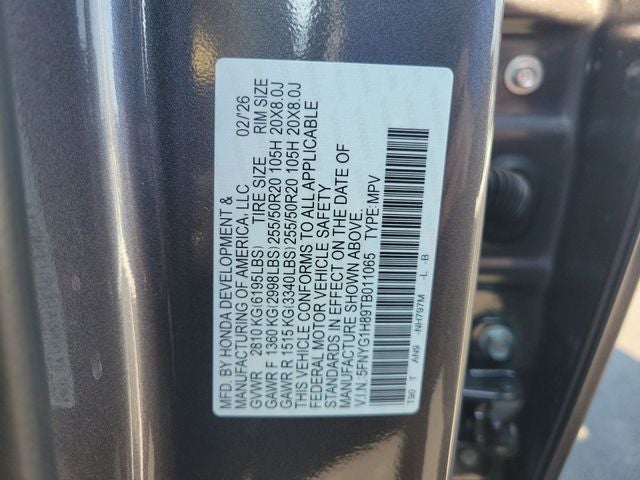 MFD. BY HONDA DEVELOPMENT & 02/'26
MANUFACTURING OF AMERICA, LLC
GVWR 2810 KG(6195LBS) TIRE SIZE RIM SIZE
GAWR F 1360 KG(2998LBS)255/50R20 105H 20X8.0J
GAWR R 1515 KG(3340LBS)255/50R20 105H 20X8.0J
THIS VEHICLE CONFORMS TO ALL APPLICABLE
FEDERAL MOTOR VEHICLE SAFETY
STANDARDS IN EFFECT ON THE DATE OF
MANUFACTURE SHOWN ABOVE.
V.I.N.:5FNYG1H89TB011065 TYPE:MPV
T90 T AN9 -NH797M -L -B